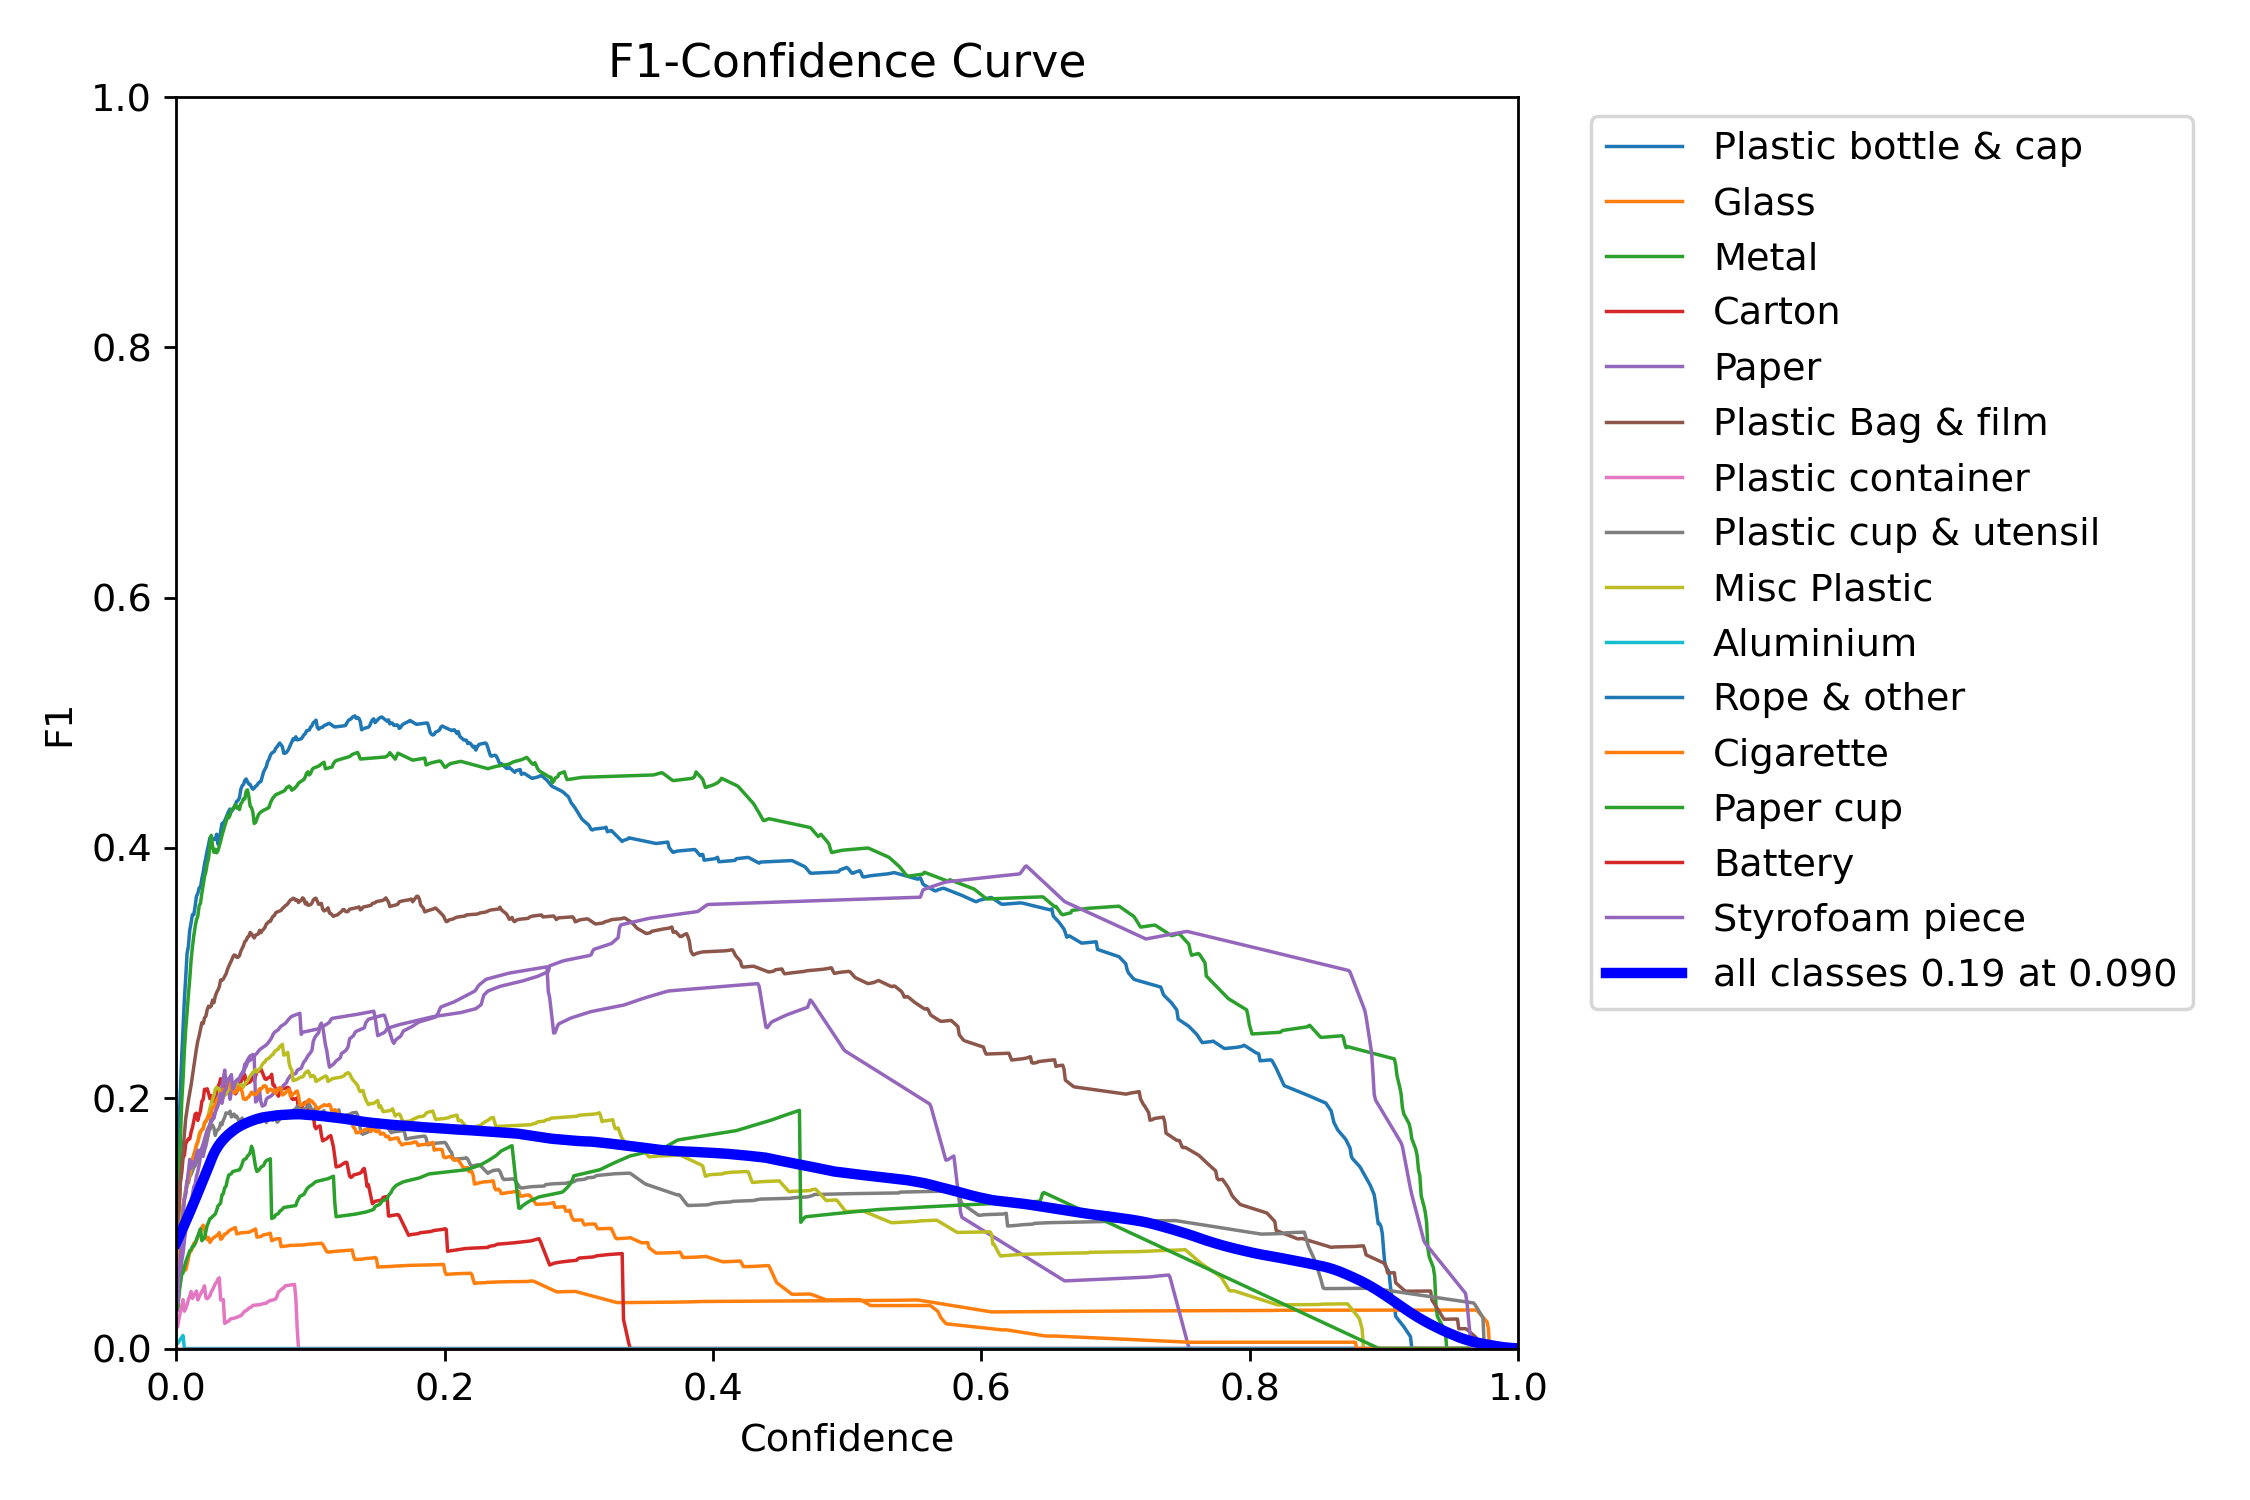 F1-Confidence Curve
1.0
0.8
0.6
0.4
0.2
0.0
F1
0.0 0.2 0.4 0.6 0.8 1.0
Confidence
Plastic bottle & cap
Glass
Metal
Carton
Paper
Plastic Bag & film
Plastic container
Plastic cup & utensil
Misc Plastic
Aluminium
Rope & other
Cigarette
Paper cup
Battery
Styrofoam piece
all classes 0.19 at 0.090